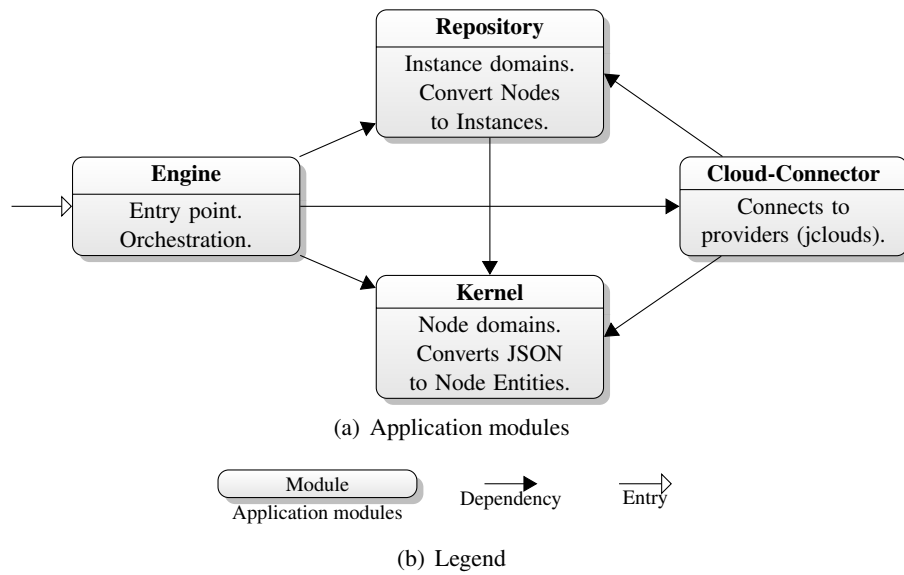 Repository
Instance domains.
Convert Nodes
to Instances.
Engine
Entry point.
Orchestration.
Cloud-Connector
Connects to
providers (jclouds).
Kernel
Node domains.
Converts JSON
to Node Entities.
(a) Application modules
Module
Application modules
Dependency
Entry
(b) Legend